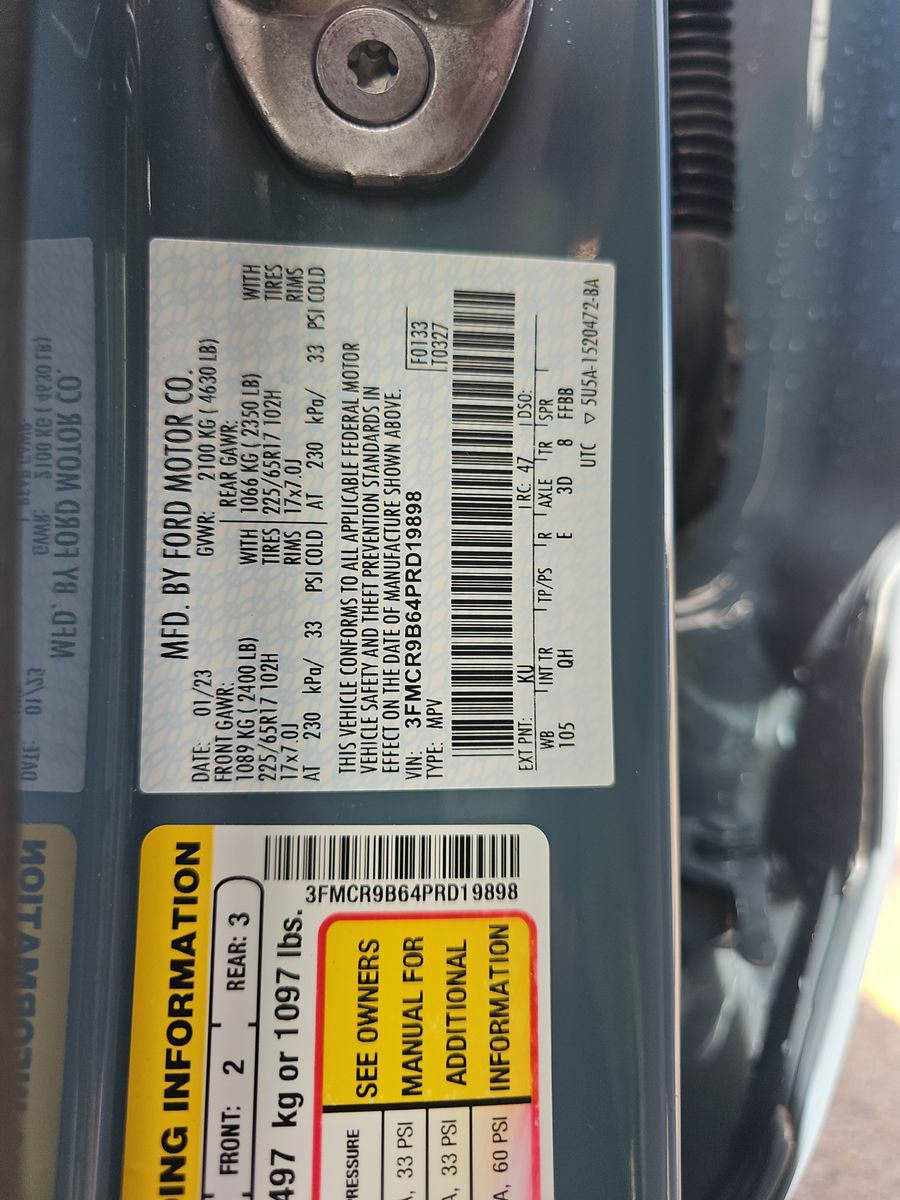 MFD. BY FORD MOTOR CO.
DATE: 01/23 GVWR: 2100 KG ( 4630 LB)
FRONT GAWR: REAR GAWR:
1089 KG ( 2400 LB) WITH 1066 KG ( 2350 LB) WITH
225/65R17 102H TIRES 225/65R17 102H TIRES
17x7.0J RIMS 17x7.0J RIMS
AT 230 kPa/ 33 PSI COLD AT 230 kPa/ 33 PSI COLD
THIS VEHICLE CONFORMS TO ALL APPLICABLE FEDERAL MOTOR
VEHICLE SAFETY AND THEFT PREVENTION STANDARDS IN
EFFECT ON THE DATE OF MANUFACTURE SHOWN ABOVE.
VIN: 3FMCR9B64PRD19898 F0133
TYPE: MPV T0327
EXT PNT: KU RC: 47 DSO:
WB INT TR TP/PS R AXLE TR SPR
105 QH E 3D 8 FFBB
UTC ▽ 5U5A-1520472-BA
DING INFORMATION
FRONT: 2 REAR: 3
497 kg or 1097 lbs.
3FMCR9B64PRD19898
RESSURE
A, 33 PSI
A, 33 PSI
A, 60 PSI
SEE OWNERS
MANUAL FOR
ADDITIONAL
INFORMATION